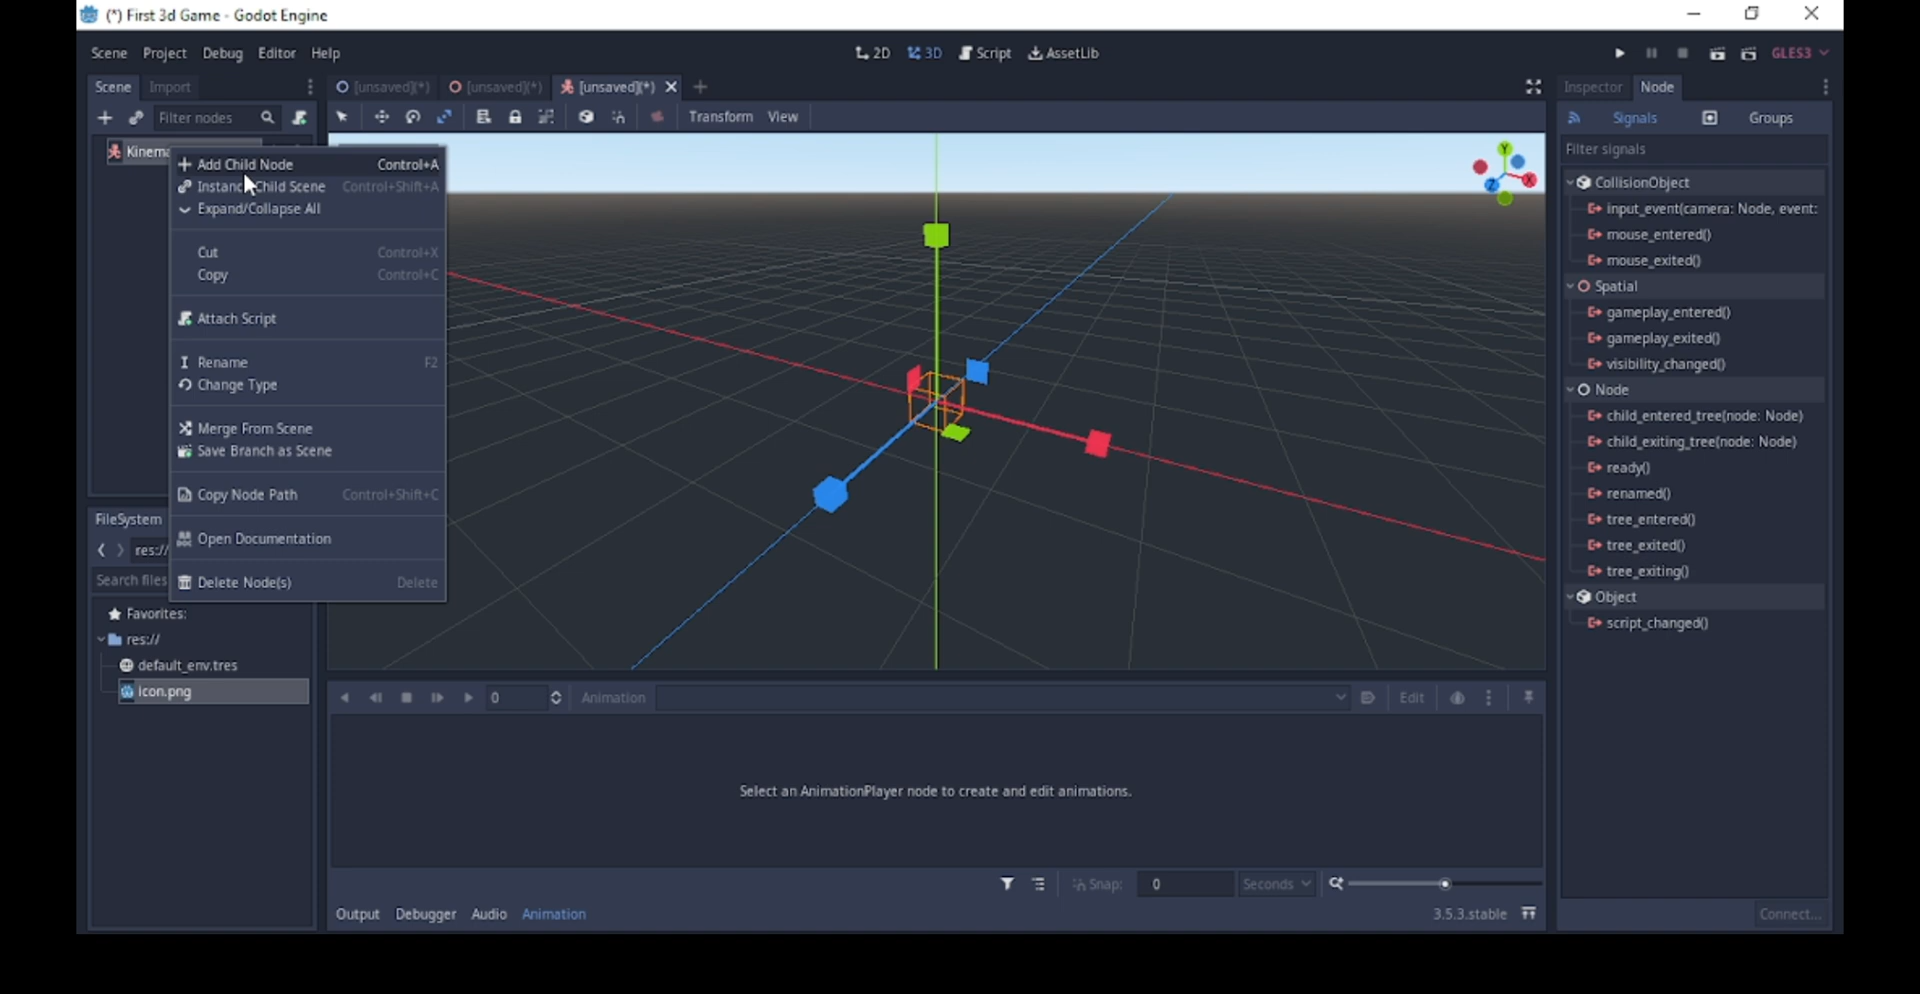 (*) First 3d Game - Godot Engine
Scene Project Debug Editor Help
2D 3D Script AssetLib
GLES3
Scene Import
[unsaved](*) [unsaved](*) [unsaved](*)
Inspector Node
Filter nodes
Transform View
Signals Groups
Filter signals
Kinema
Add Child Node Control+A
Child Scene Control+Shift+A
Expand/Collapse All
Cut Control+X
Copy Control+C
Attach Script
Rename F2
Change Type
Merge From Scene
Save Branch as Scene
Copy Node Path Control+Shift+C
Open Documentation
Delete Node(s) Delete
Y
X
Z
CollisionObject
input_event(camera: Node, event:
mouse_entered()
mouse_exited()
Spatial
gameplay_entered()
gameplay_exited()
visibility_changed()
Node
child_entered_tree(node: Node)
child_exiting_tree(node: Node)
ready()
renamed()
tree_entered()
tree_exited()
tree_exiting()
Object
script_changed()
FileSystem
res://
Search files
Favorites:
res://
default_env.tres
icon.png
0 Animation Edit
Select an AnimationPlayer node to create and edit animations.
Snap: 0 Seconds
Output Debugger Audio Animation
3.5.3.stable
Connect...